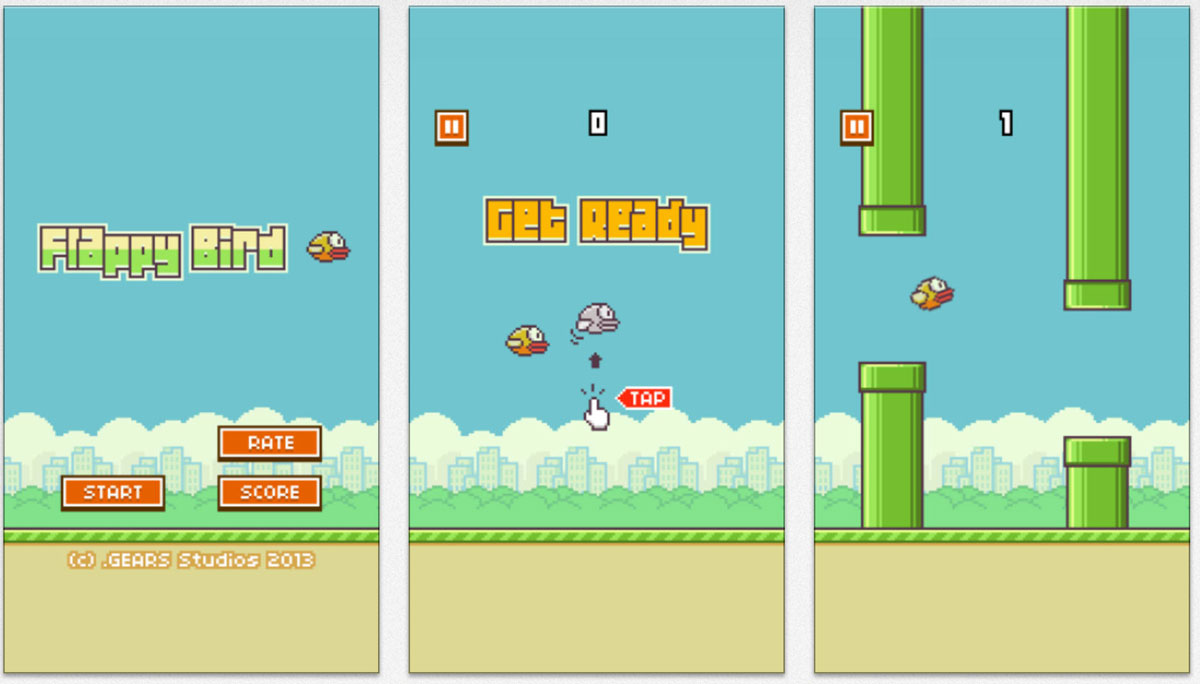 Flappy Bird
RATE
START
SCORE
(c) .GEARS Studios 2013
0
Get Ready
TAP
1